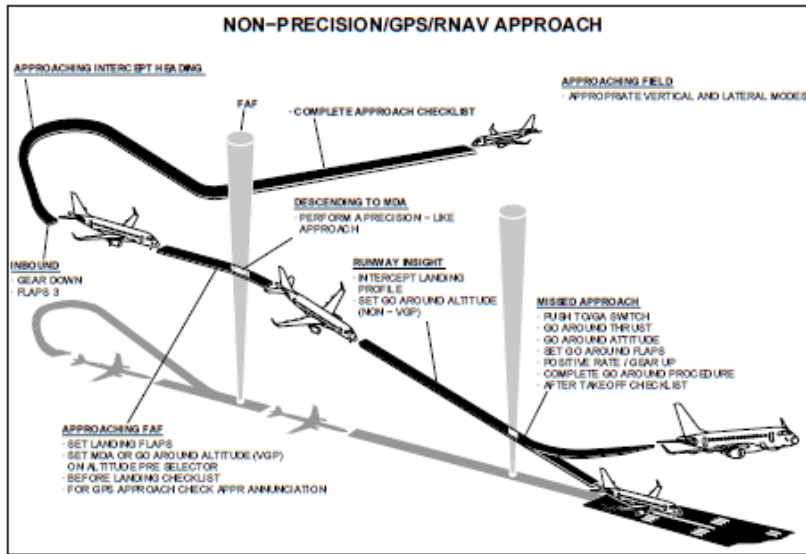 NON-PRECISION/GPS/RNAV APPROACH
APPROACHING INTERCEPT HEADING
APPROACHING FIELD
· APPROPRIATE VERTICAL AND LATERAL MODES
FAF
· COMPLETE APPROACH CHECKLIST
DESCENDING TO MDA
· PERFORM A PRECISION - LIKE
APPROACH
INBOUND
· GEAR DOWN
· FLAPS 3
RUNWAY INSIGHT
· INTERCEPT LANDING
PROFILE
· SET GO AROUND ALTITUDE
(NON - VGP)
MISSED APPROACH
· PUSH TO/GA SWITCH
· GO AROUND THRUST
· GO AROUND ATTITUDE
· SET GO AROUND FLAPS
· POSITIVE RATE / GEAR UP
· COMPLETE GO AROUND PROCEDURE
· AFTER TAKEOFF CHECKLIST
APPROACHING FAF
· SET LANDING FLAPS
· SET MDA OR GO AROUND ALTITUDE (VGP)
ON ALTITUDE PRE SELECTOR
· BEFORE LANDING CHECKLIST
· FOR GPS APPROACH CHECK APPR ANNUNCIATION